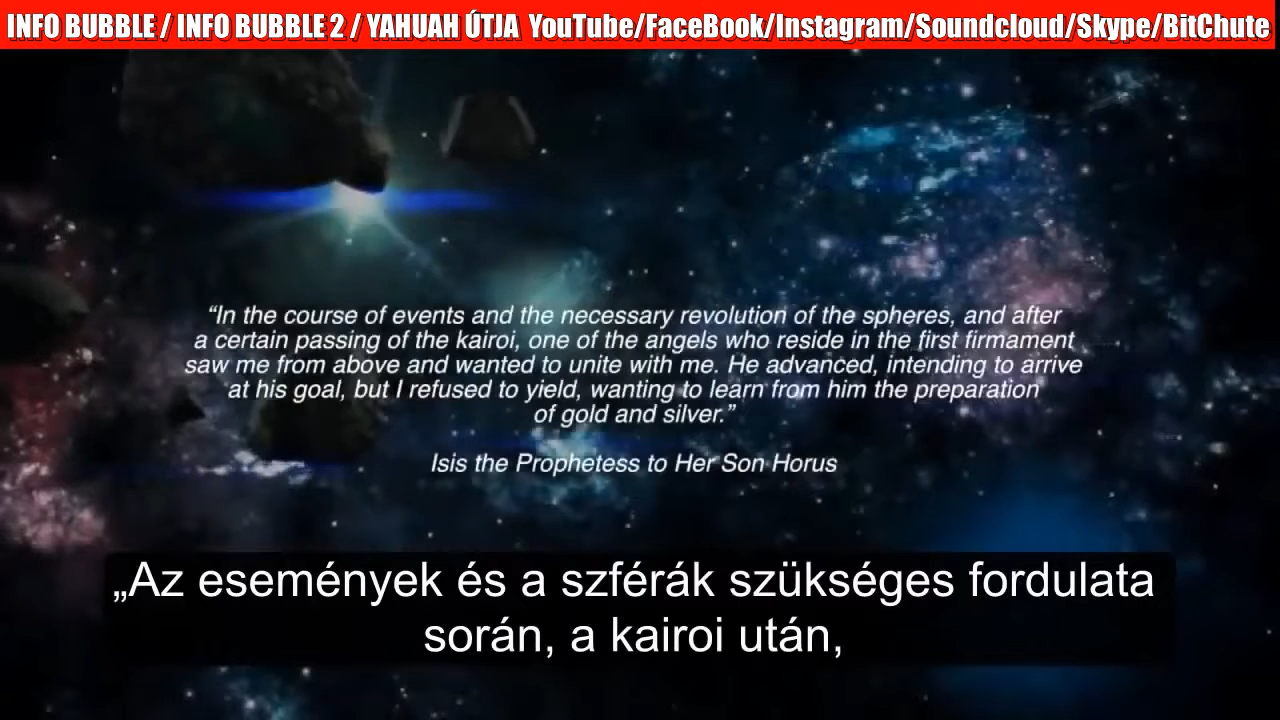 INFO BUBBLE / INFO BUBBLE 2 / YAHUAH ÚTJA YouTube/FaceBook/Instagram/Soundcloud/Skype/BitChute
“In the course of events and the necessary revolution of the spheres, and after
a certain passing of the kairoi, one of the angels who reside in the first firmament
saw me from above and wanted to unite with me. He advanced, intending to arrive
at his goal, but I refused to yield, wanting to learn from him the preparation
of gold and silver.”
Isis the Prophetess to Her Son Horus
„Az események és a szférák szükséges fordulata
során, a kairoi után,